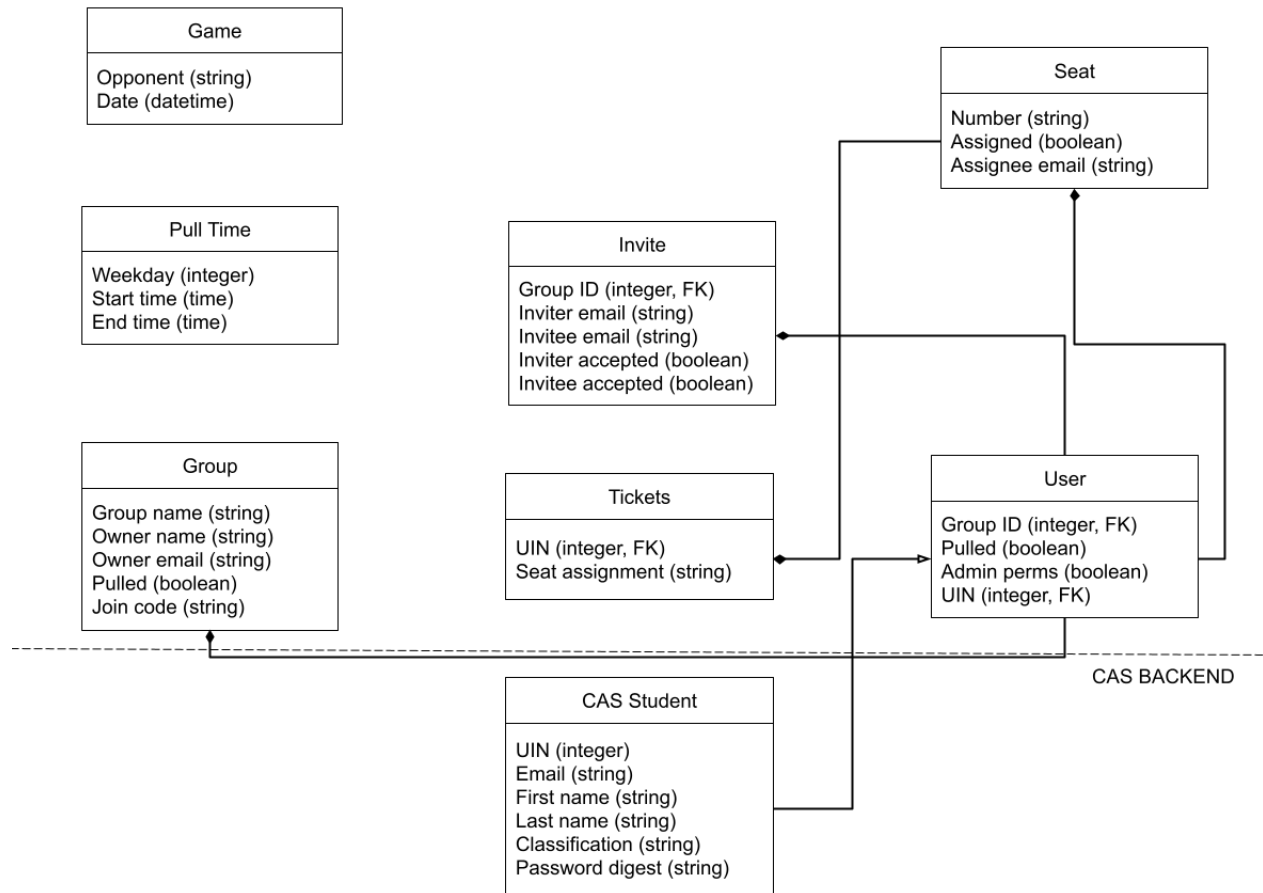 Game
Opponent (string)
Date (datetime)
Seat
Number (string)
Assigned (boolean)
Assignee email (string)
Pull Time
Weekday (integer)
Start time (time)
End time (time)
Invite
Group ID (integer, FK)
Inviter email (string)
Invitee email (string)
Inviter accepted (boolean)
Invitee accepted (boolean)
Group
Group name (string)
Owner name (string)
Owner email (string)
Pulled (boolean)
Join code (string)
Tickets
UIN (integer, FK)
Seat assignment (string)
User
Group ID (integer, FK)
Pulled (boolean)
Admin perms (boolean)
UIN (integer, FK)
CAS BACKEND
CAS Student
UIN (integer)
Email (string)
First name (string)
Last name (string)
Classification (string)
Password digest (string)